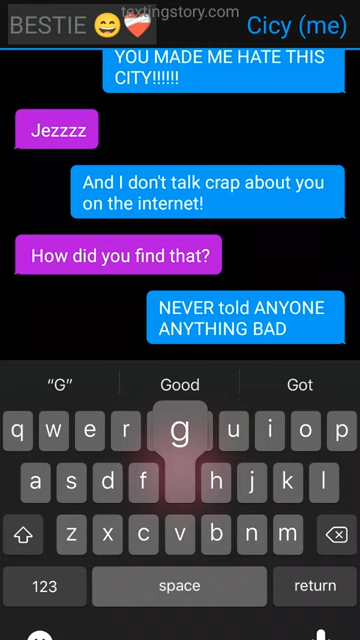 textingstory.com
BESTIE 😄❤️‍🩹 Cicy (me)
YOU MADE ME HATE THIS
CITY!!!!!!
Jezzzz
And I don't talk crap about you
on the internet!
How did you find that?
NEVER told ANYONE
ANYTHING BAD
“G” Good Got
q w e r g u i o p
a s d f h j k l
z x c v b n m
123 space return